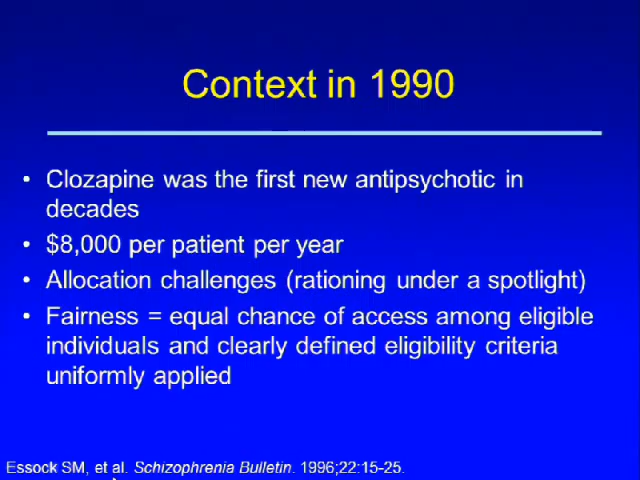 Context in 1990
• Clozapine was the first new antipsychotic in
decades
• $8,000 per patient per year
• Allocation challenges (rationing under a spotlight)
• Fairness = equal chance of access among eligible
individuals and clearly defined eligibility criteria
uniformly applied
Essock SM, et al. Schizophrenia Bulletin. 1996;22:15-25.